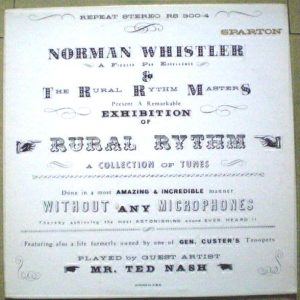 REPEAT STEREO RS 300-4
SPARTON
NORMAN WHISTLER
A Fiddler Par Excellence
&
THE RURAL RYTHM MASTERS
Present A Remarkable
EXHIBITION
OF
RURAL RYTHM
A COLLECTION OF TUNES
Done in a most AMAZING & INCREDIBLE manner
WITHOUT ANY MICROPHONES
Thereby achieving the most ASTONISHING sound EVER HEARD !!
Featuring also a fife formerly owned by one of GEN. CUSTER'S Troopers
PLAYED by GUEST ARTIST
MR. TED NASH